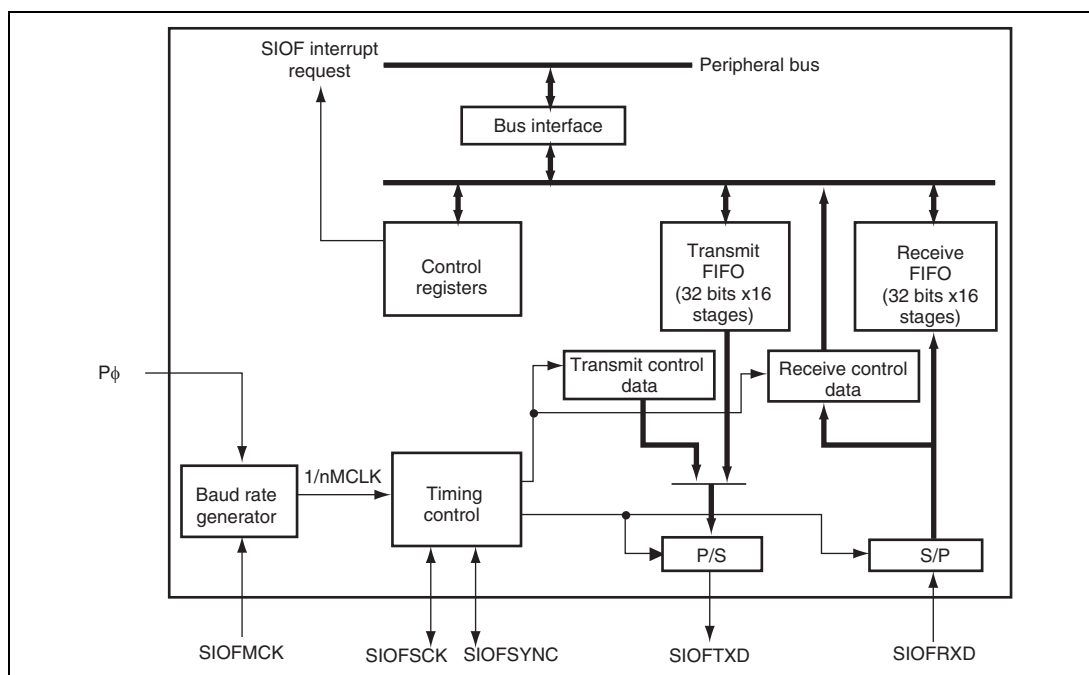 SIOF interrupt
request
Peripheral bus
Bus interface
Control
registers
Transmit
FIFO
(32 bits x16
stages)
Receive
FIFO
(32 bits x16
stages)
Pϕ
Transmit control
data
Receive control
data
1/nMCLK
Baud rate
generator
Timing
control
P/S
S/P
SIOFMCK
SIOFSCK
SIOFSYNC
SIOFTXD
SIOFRXD